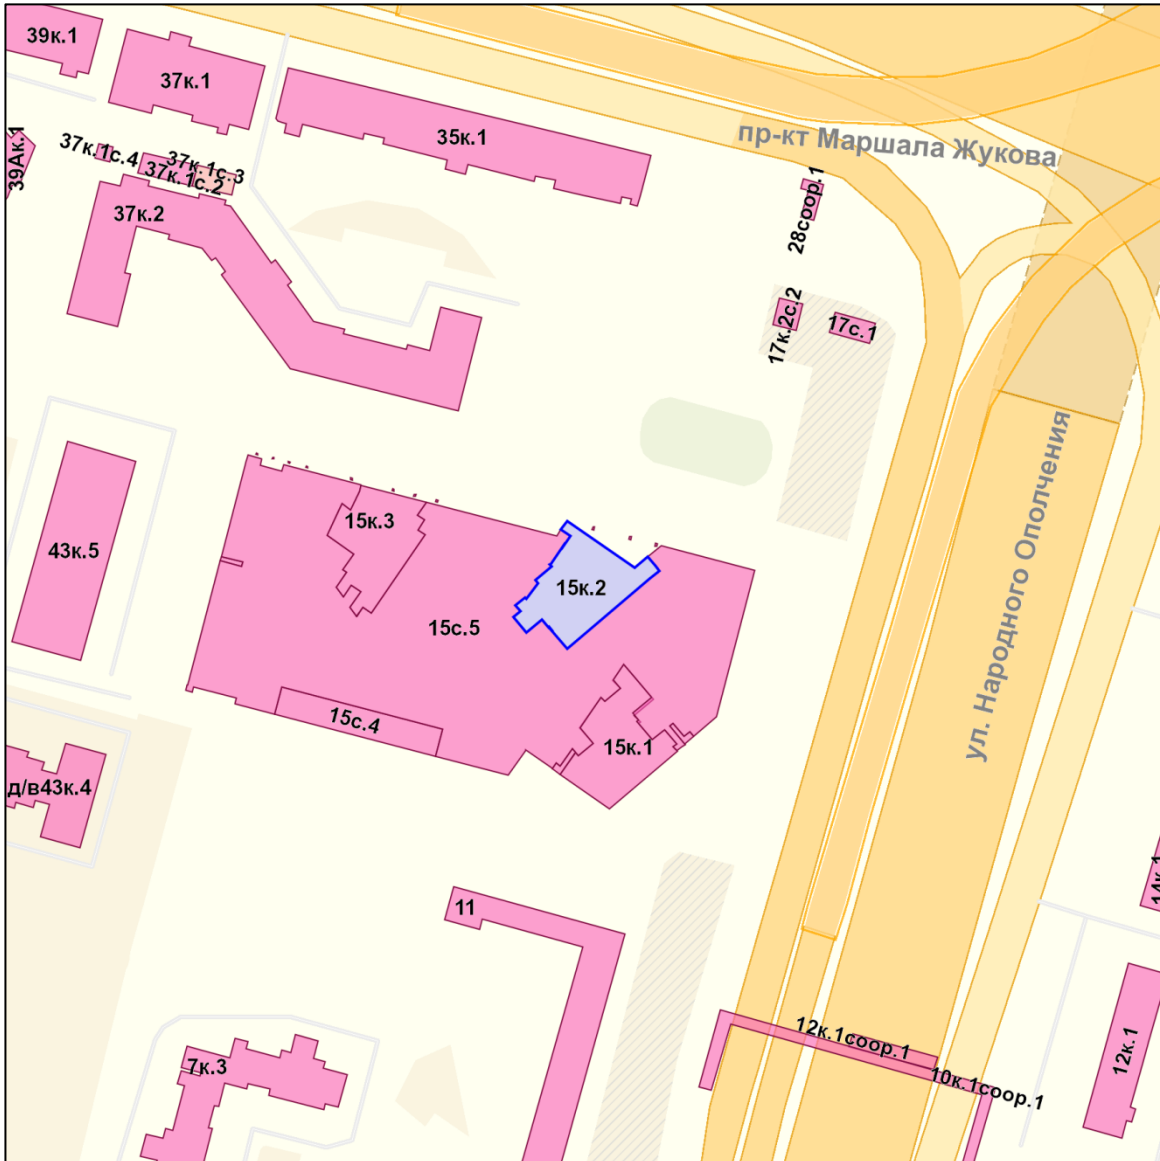 39к.1
37к.1
35к.1
пр-кт Маршала Жукова
39Ак.1
37к.1с.4
37к.1с.3
37к.1с.2
37к.2
28соор.1
17к.2с.2
17с.1
ул. Народного Ополчения
43к.5
15к.3
15к.2
15с.5
15с.4
15к.1
д/в43к.4
14к.1
11
12к.1соор.1
10к.1соор.1
12к.1
7к.3